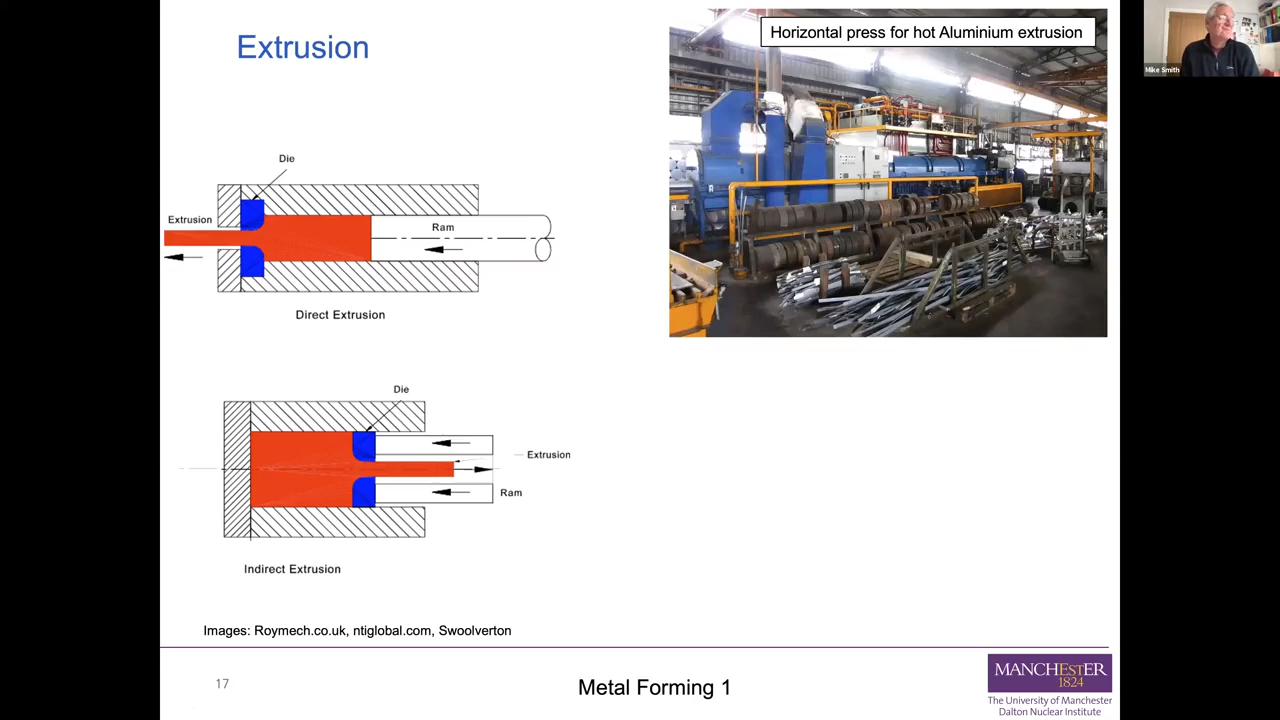 Extrusion
Horizontal press for hot Aluminium extrusion
Mike Smith
Die
Extrusion
Ram
Direct Extrusion
Die
Extrusion
Ram
Indirect Extrusion
Images: Roymech.co.uk, ntiglobal.com, Swoolverton
17
Metal Forming 1
MANCHESTER
1824
The University of Manchester
Dalton Nuclear Institute